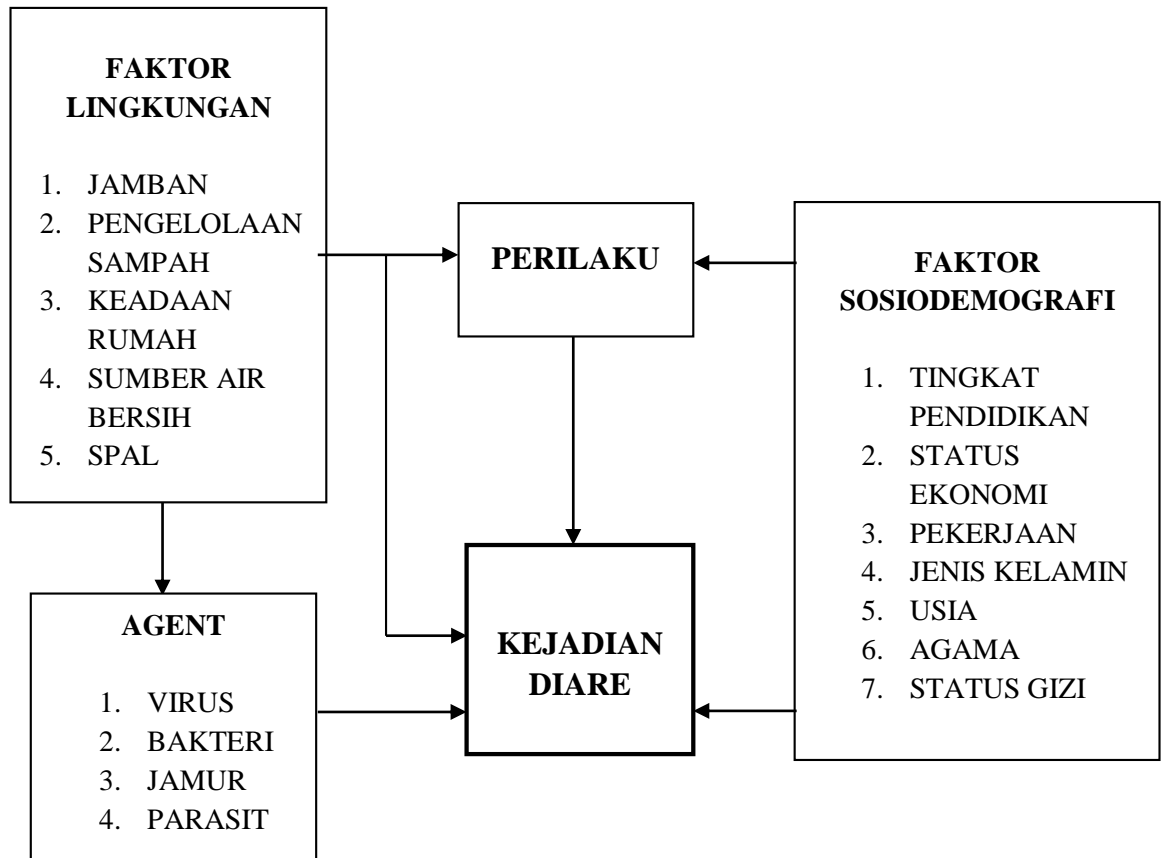 FAKTOR
LINGKUNGAN
1. JAMBAN
2. PENGELOLAAN
SAMPAH
3. KEADAAN
RUMAH
4. SUMBER AIR
BERSIH
5. SPAL
PERILAKU
FAKTOR
SOSIODEMOGRAFI
1. TINGKAT
PENDIDIKAN
2. STATUS
EKONOMI
3. PEKERJAAN
4. JENIS KELAMIN
5. USIA
6. AGAMA
7. STATUS GIZI
AGENT
1. VIRUS
2. BAKTERI
3. JAMUR
4. PARASIT
KEJADIAN
DIARE